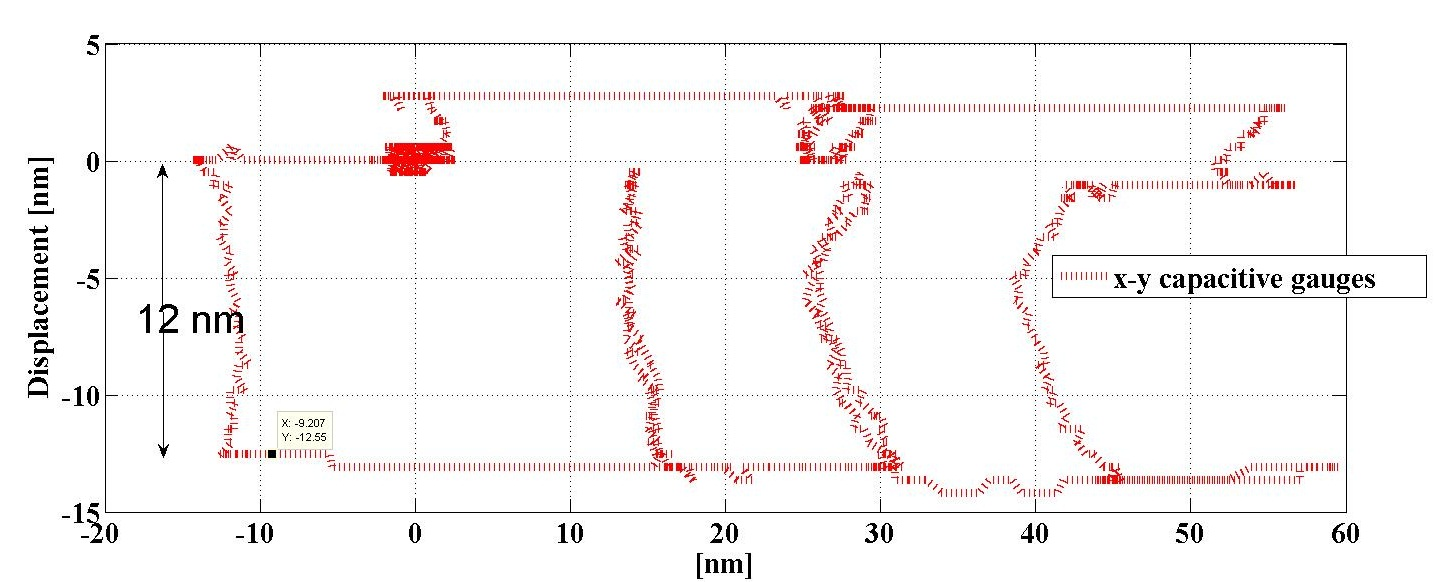 5
0
-5
-10
-15
Displacement [nm]
12 nm
X: -9.207
Y: -12.55
x-y capacitive gauges
-20 -10 0 10 20 30 40 50 60
[nm]